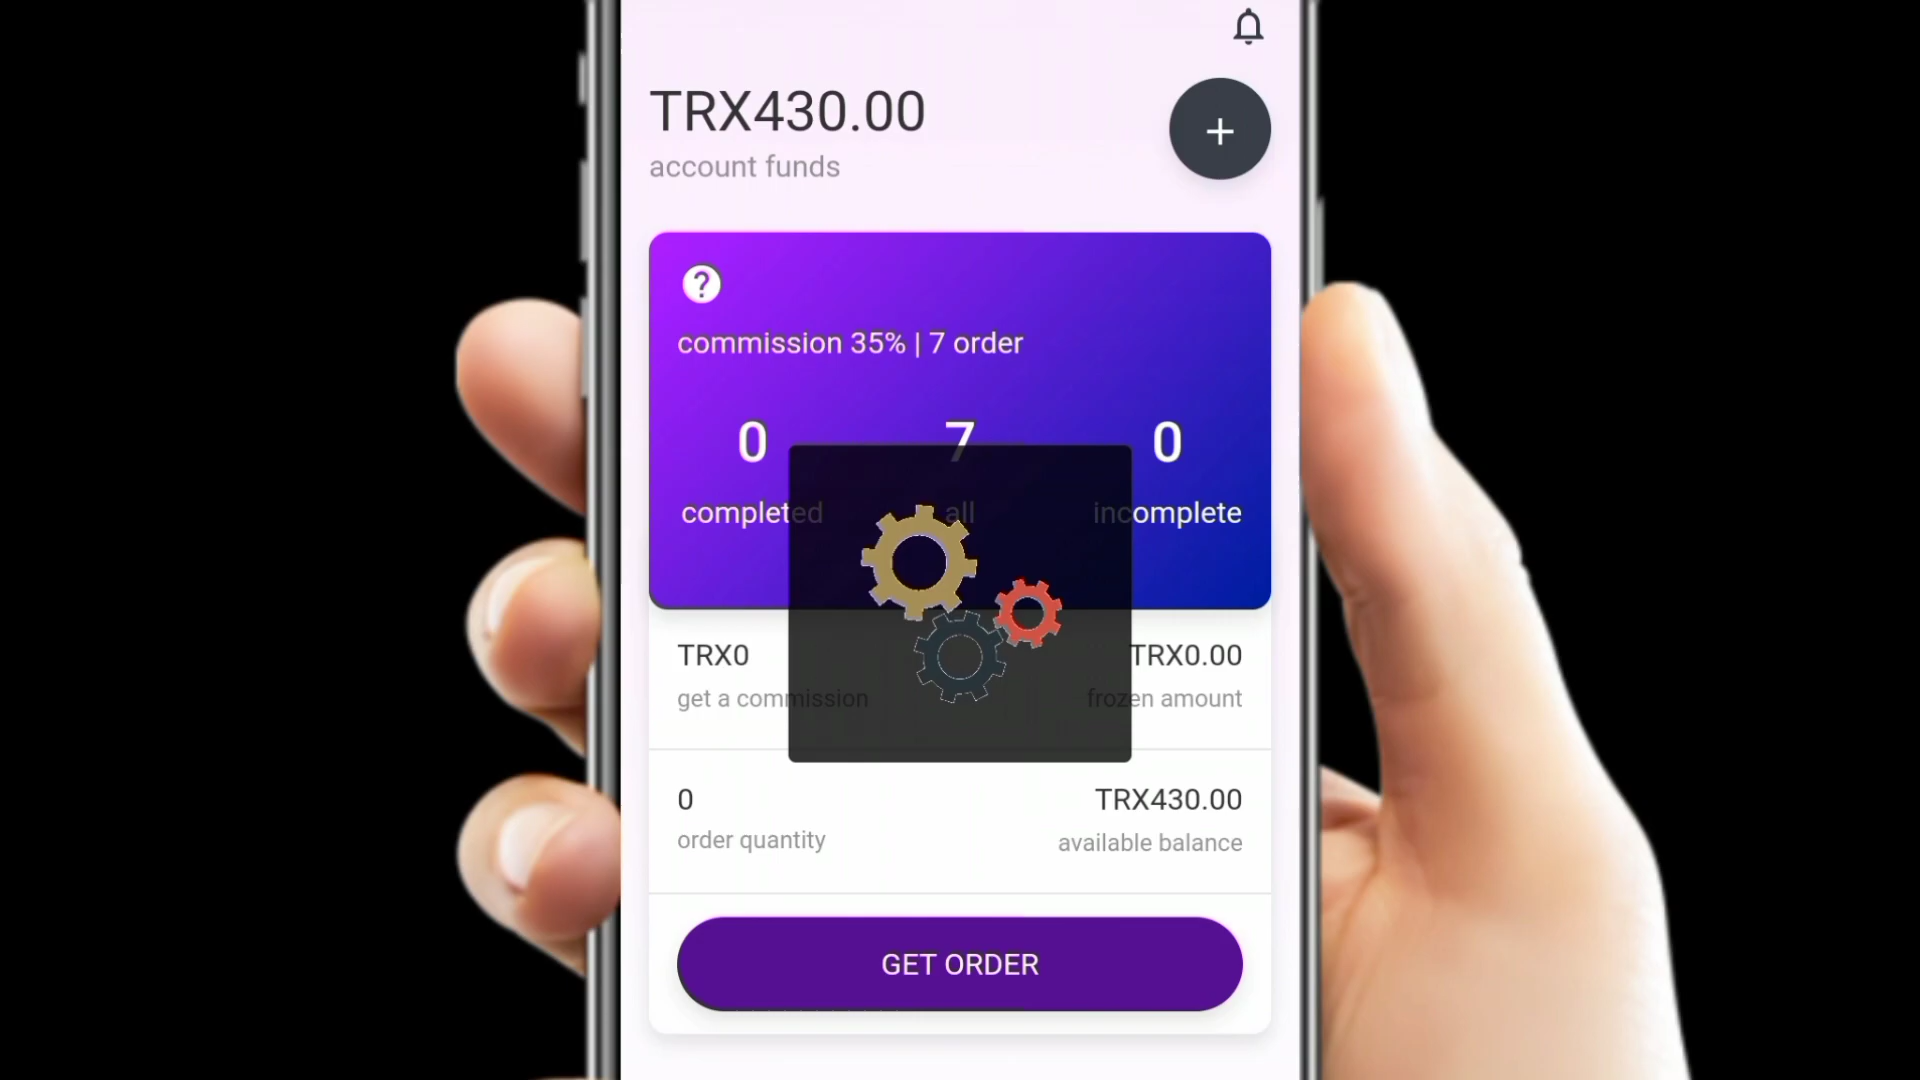 TRX430.00
account funds
commission 35% | 7 order
0 7 0
completed all incomplete
TRX0 TRX0.00
get a commission frozen amount
0 TRX430.00
order quantity available balance
GET ORDER